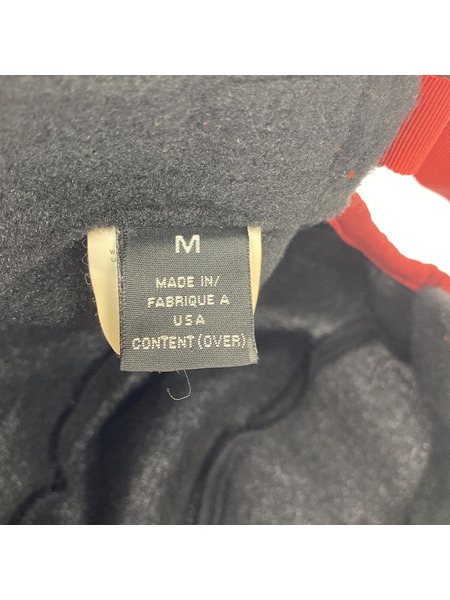 M
MADE IN/
FABRIQUE A
USA
CONTENT (OVER)